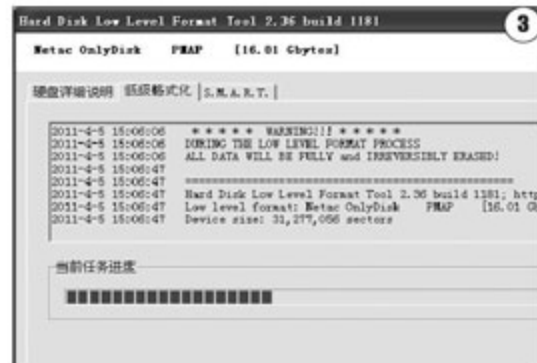 Hard Disk Low Level Format Tool 2.36 build 1181
3
Netac OnlyDisk PMAP [16.01 Gbytes]
硬盘详细说明 低级格式化 S.M.A.R.T.
2011-4-5 15:06:06 * * * * * WARNING!!! * * * * *
2011-4-5 15:06:06 DURING THE LOW LEVEL FORMAT PROCESS
2011-4-5 15:06:06 ALL DATA WILL BE FULLY and IRREVERSIBLY ERASED!
2011-4-5 15:06:47
2011-4-5 15:06:47 ================================================
2011-4-5 15:06:47 Hard Disk Low Level Format Tool 2.36 build 1181; http
2011-4-5 15:06:47 Low level format: Netac OnlyDisk PMAP [16.01 Gb
2011-4-5 15:06:47 Device size: 31,277,056 sectors
当前任务进度